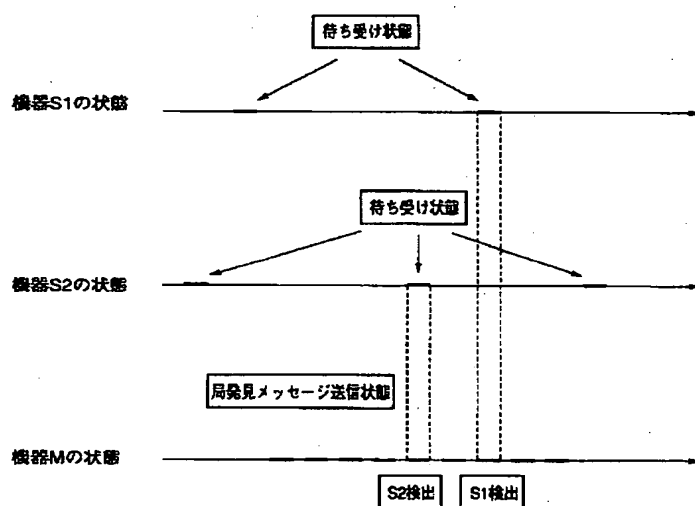 待ち受け状態
機器S1の状態
待ち受け状態
機器S2の状態
局発見メッセージ送信状態
機器Mの状態
S2検出
S1検出